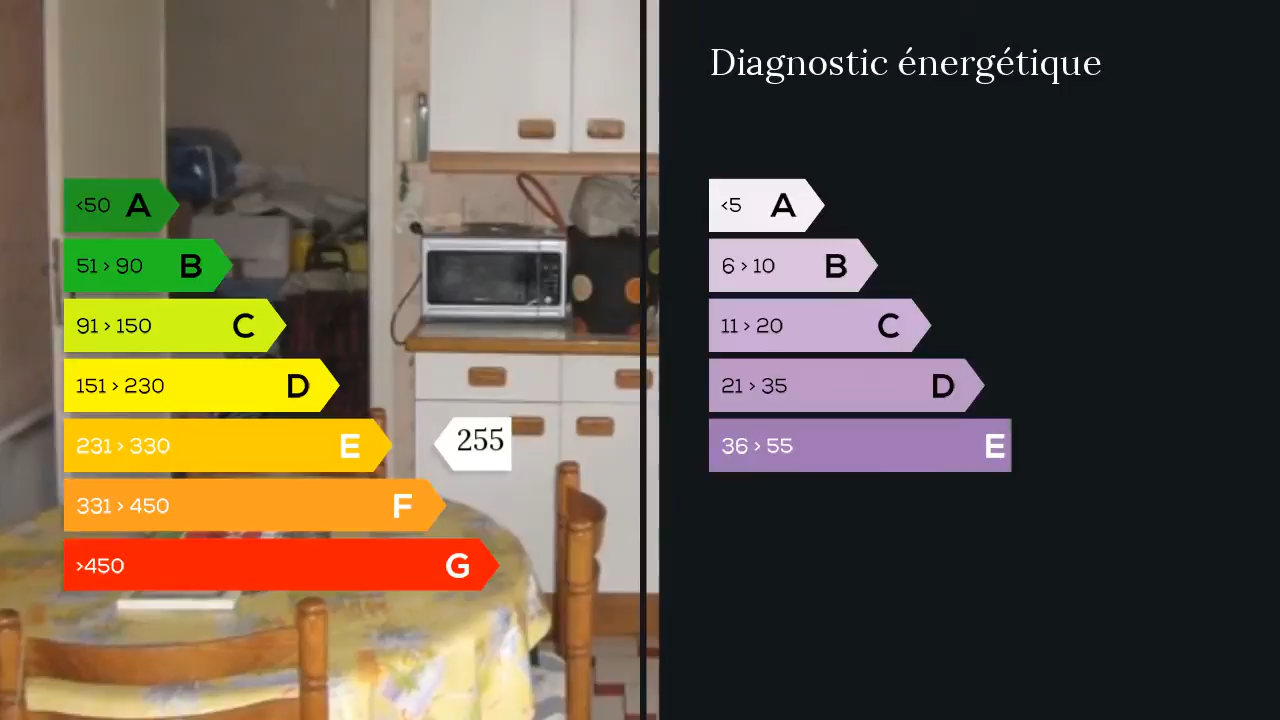 Diagnostic énergétique
<50 A
51 > 90 B
91 > 150 C
151 > 230 D
231 > 330 E
255
331 > 450 F
>450 G
<5 A
6 > 10 B
11 > 20 C
21 > 35 D
36 > 55 E